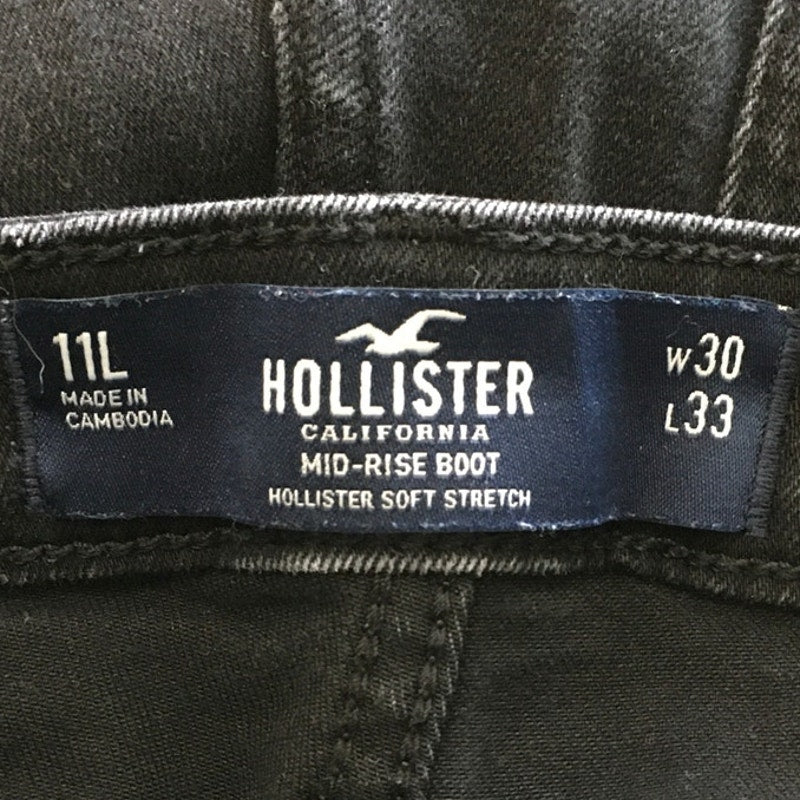 11L
MADE IN
CAMBODIA
HOLLISTER
CALIFORNIA
MID-RISE BOOT
HOLLISTER SOFT STRETCH
W30
L33